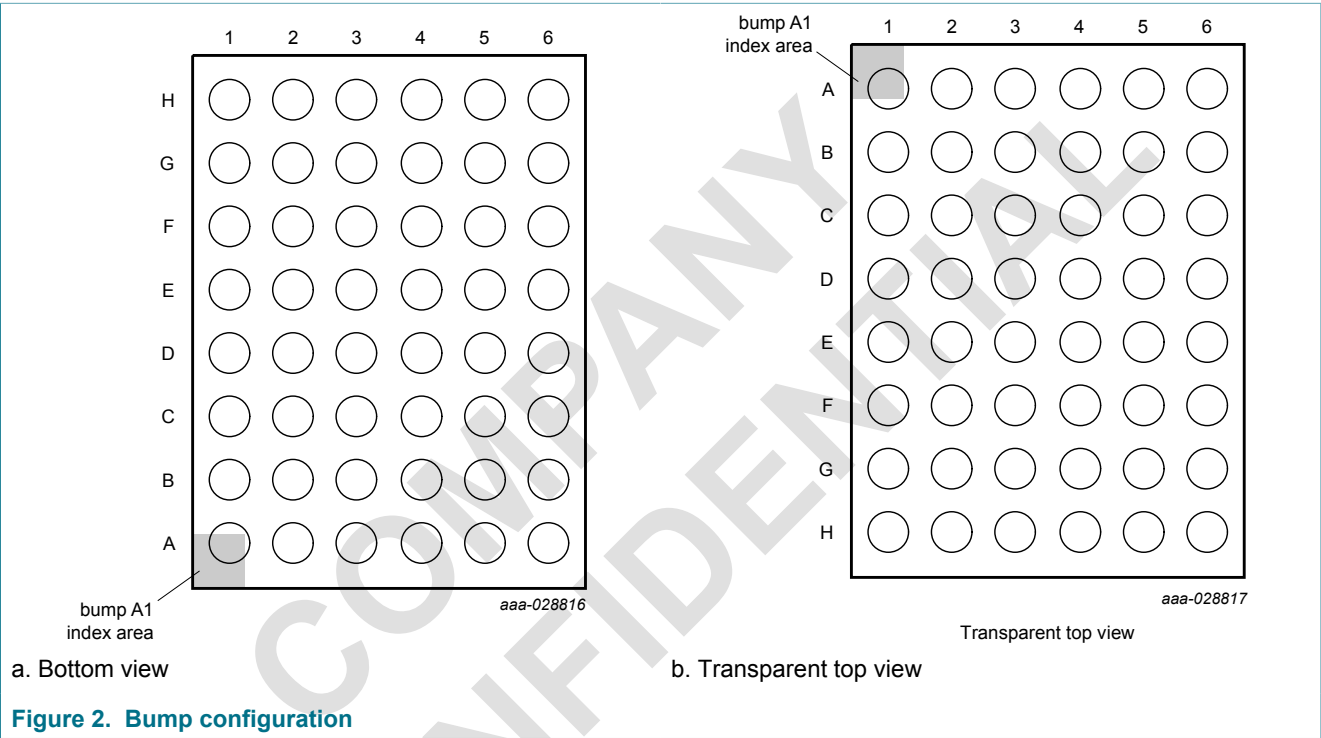 1 2 3 4 5 6
H
G
F
E
D
C
B
A
bump A1
index area
aaa-028816
a. Bottom view
bump A1
index area
1 2 3 4 5 6
A
B
C
D
E
F
G
H
aaa-028817
Transparent top view
b. Transparent top view
Figure 2. Bump configuration
COMPANY
NFIDENTIAL